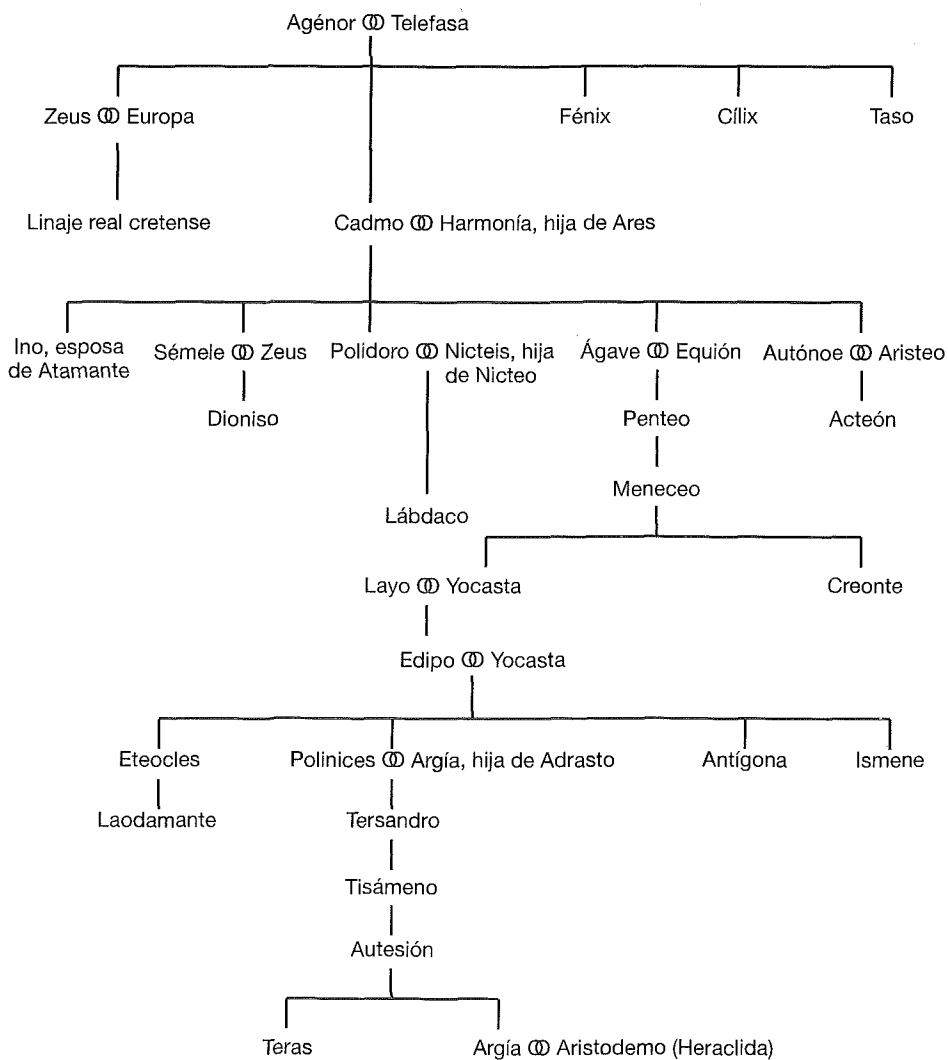 Agénor ⚭ Telefasa
Zeus ⚭ Europa
Fénix
Cílix
Taso
Linaje real cretense
Cadmo ⚭ Harmonía, hija de Ares
Ino, esposa
de Atamante
Sémele ⚭ Zeus
Polídoro ⚭ Nicteis, hija
de Nicteo
Ágave ⚭ Equión
Autónoe ⚭ Aristeo
Dioniso
Penteo
Acteón
Meneceo
Lábdaco
Layo ⚭ Yocasta
Creonte
Edipo ⚭ Yocasta
Eteocles
Polinices ⚭ Argía, hija de Adrasto
Antígona
Ismene
Laodamante
Tersandro
Tisámeno
Autesión
Teras
Argía ⚭ Aristodemo (Heraclida)